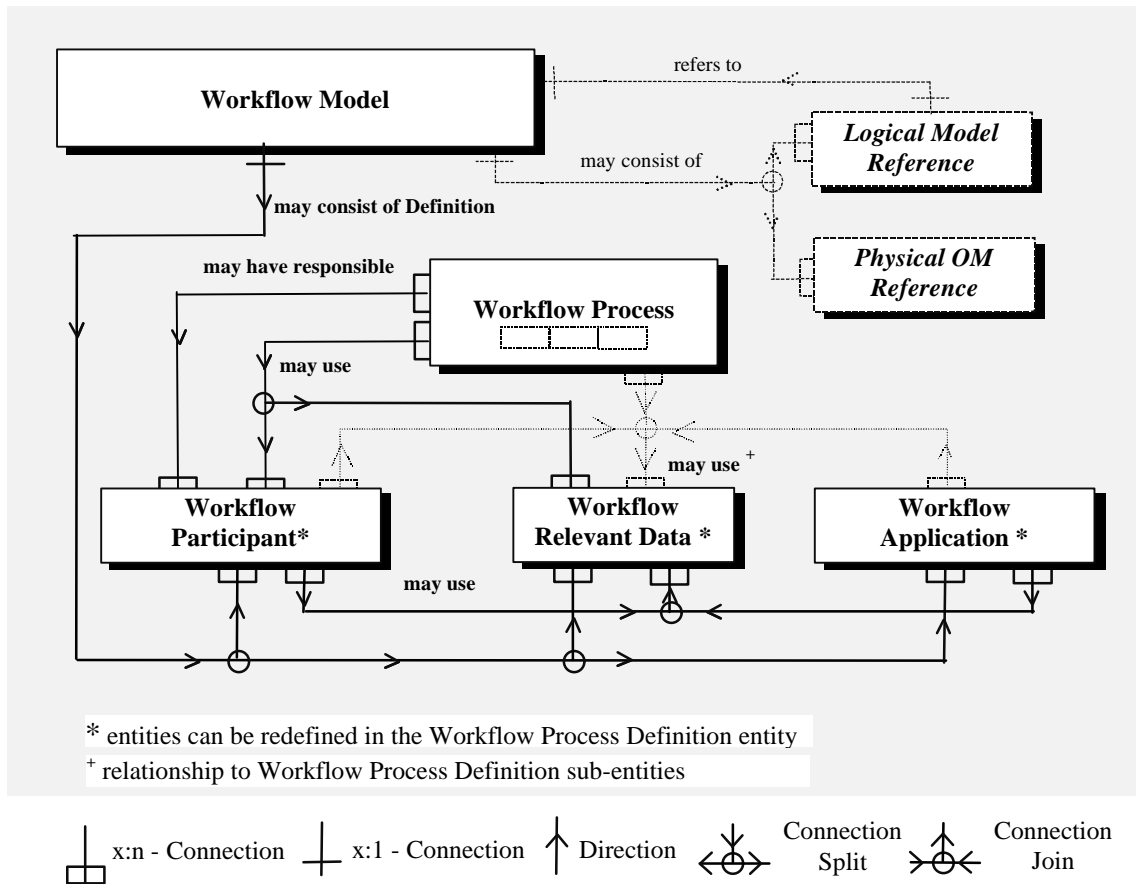 refers to
Workflow Model
Logical Model
Reference
may consist of
may consist of Definition
Physical OM
Reference
may have responsible
Workflow Process
may use
may use +
Workflow
Participant*
Workflow
Relevant Data *
Workflow
Application *
may use
* entities can be redefined in the Workflow Process Definition entity
+ relationship to Workflow Process Definition sub-entities
x:n - Connection
x:1 - Connection
Direction
Connection
Split
Connection
Join